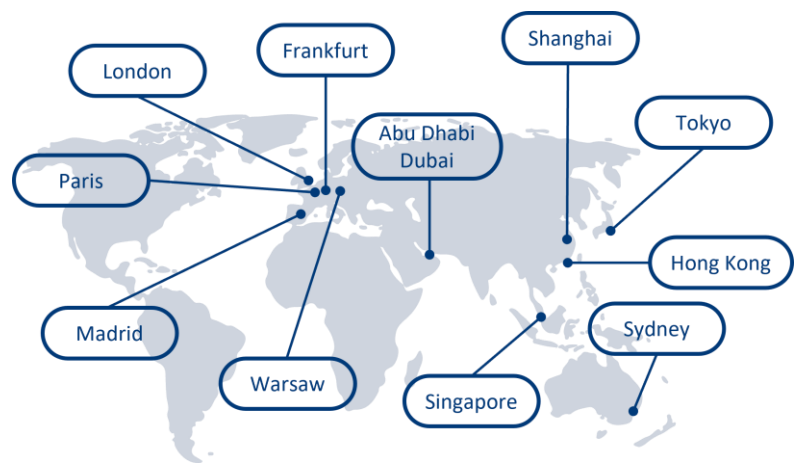 Shanghai
Frankfurt
London
Tokyo
Abu Dhabi
Dubai
Paris
Hong Kong
Sydney
Madrid
Warsaw
Singapore